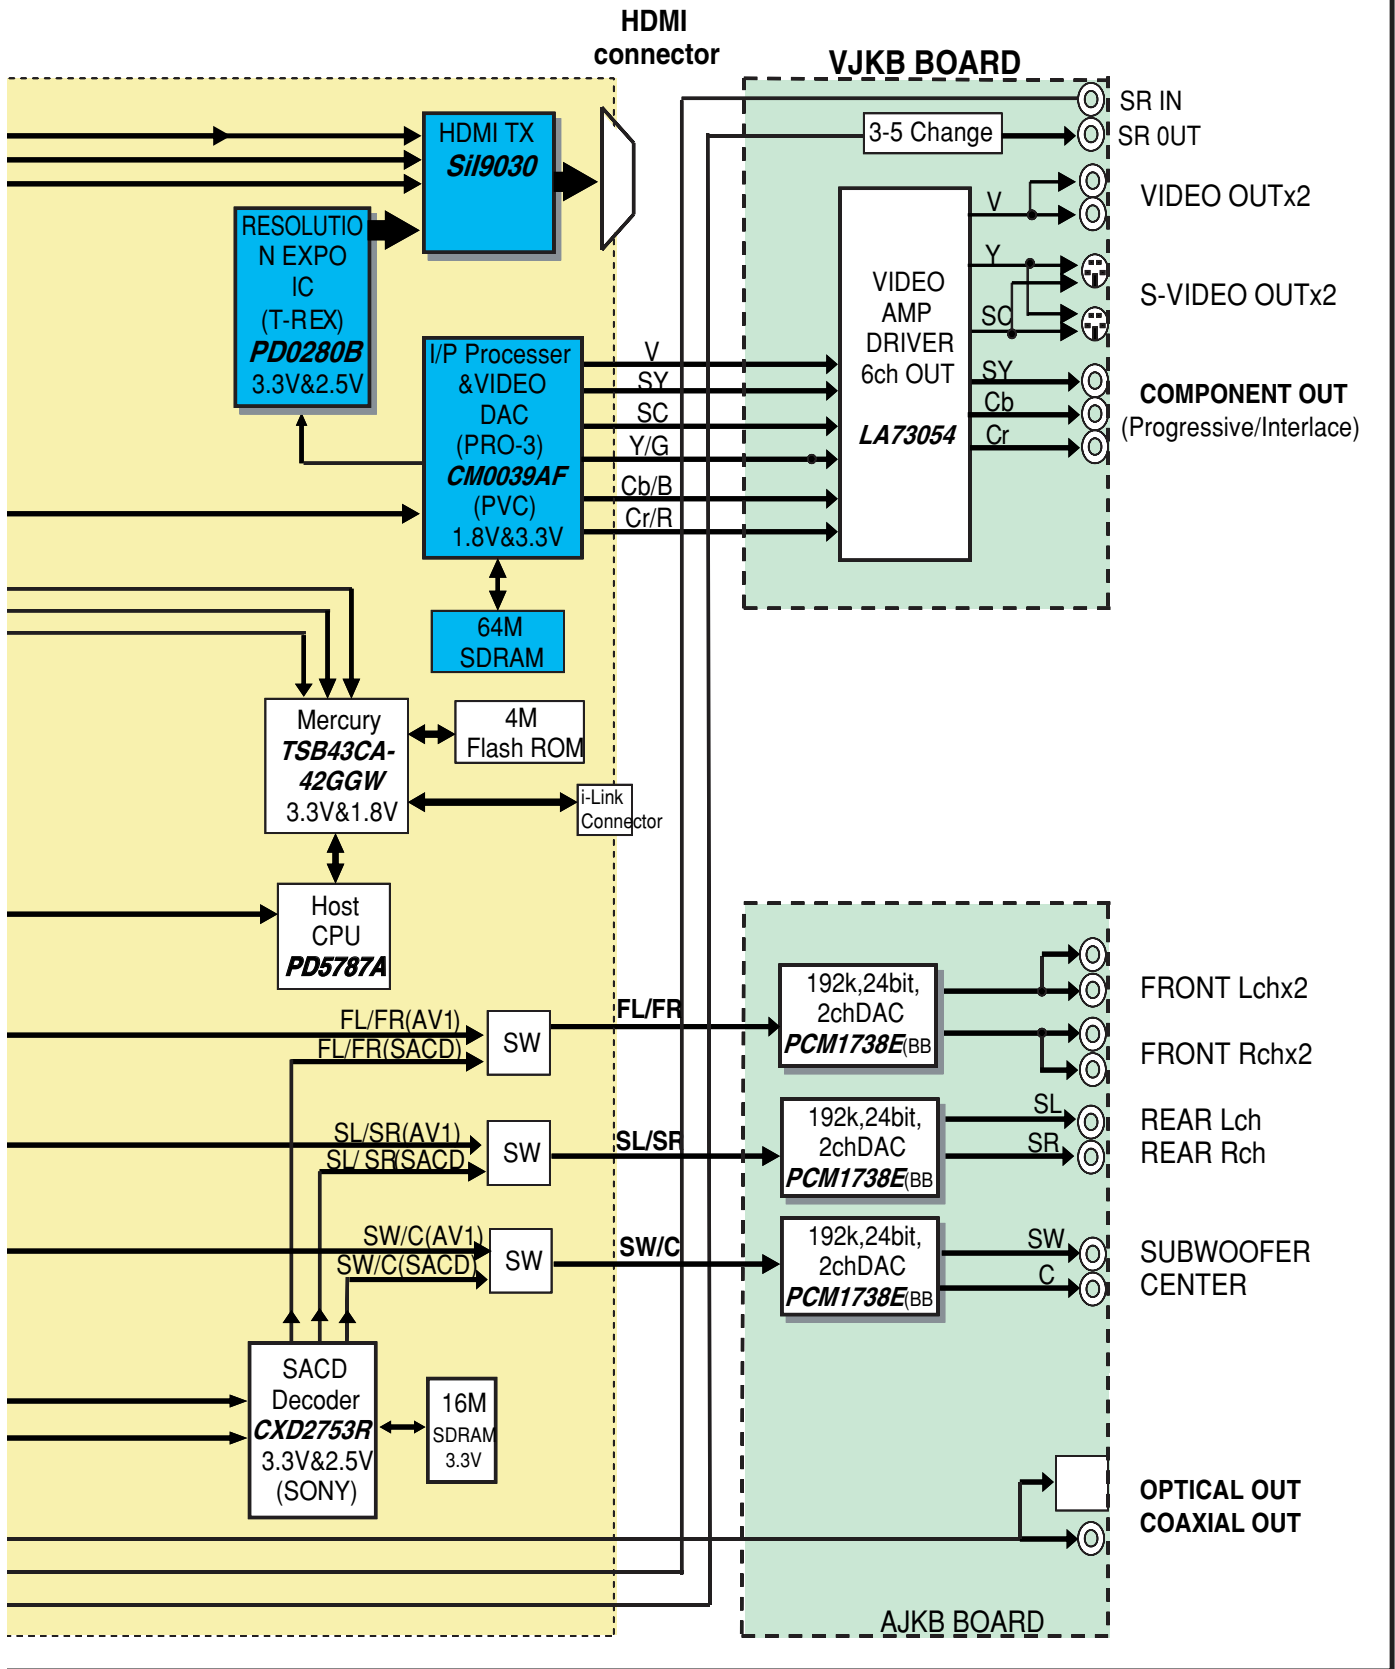 HDMI
connector
VJKB BOARD
SR IN
3-5 Change
SR 0UT
HDMI TX
SiI9030
VIDEO OUTx2
V
RESOLUTIO
N EXPO
IC
(T-REX)
PD0280B
3.3V&2.5V
Y
VIDEO
AMP
DRIVER
6ch OUT
LA73054
S-VIDEO OUTx2
SC
I/P Processer
&VIDEO
DAC
(PRO-3)
CM0039AF
(PVC)
1.8V&3.3V
V
SY
SC
Y/G
Cb/B
Cr/R
SY
Cb
Cr
COMPONENT OUT
(Progressive/Interlace)
64M
SDRAM
Mercury
TSB43CA-
42GGW
3.3V&1.8V
4M
Flash ROM
i-Link
Connector
Host
CPU
PD5787A
FL/FR(AV1)
FL/FR(SACD)
SW
FL/FR
192k,24bit,
2chDAC
PCM1738E(BB
FRONT Lchx2
FRONT Rchx2
SL/SR(AV1)
SL/ SR(SACD
SW
SL/SR
192k,24bit,
2chDAC
PCM1738E(BB
SL
SR
REAR Lch
REAR Rch
SW/C(AV1)
SW/C(SACD)
SW
SW/C
192k,24bit,
2chDAC
PCM1738E(BB
SW
C
SUBWOOFER
CENTER
SACD
Decoder
CXD2753R
3.3V&2.5V
(SONY)
16M
SDRAM
3.3V
OPTICAL OUT
COAXIAL OUT
AJKB BOARD